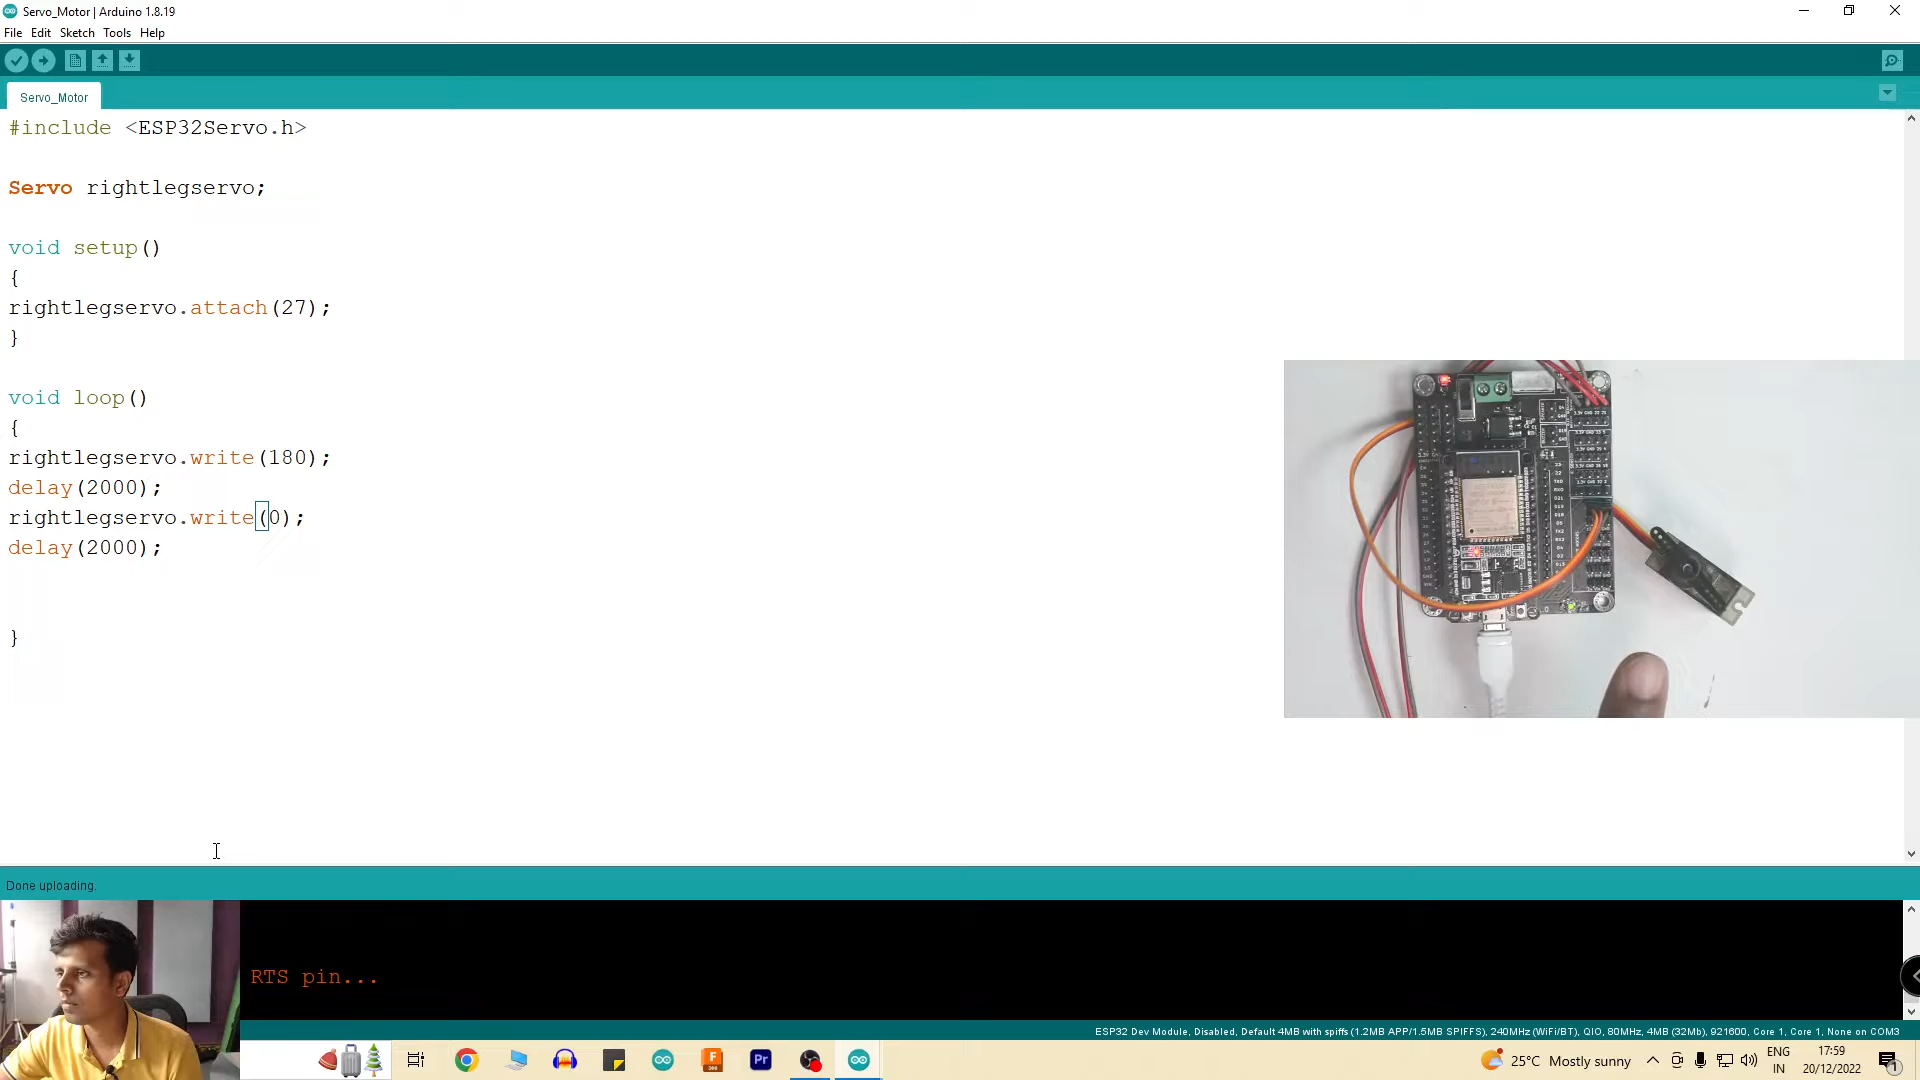 Servo_Motor | Arduino 1.8.19
File Edit Sketch Tools Help
Servo_Motor
#include <ESP32Servo.h>
Servo rightlegservo;
void setup()
{
rightlegservo.attach(27);
}
void loop()
{
rightlegservo.write(180);
delay(2000);
rightlegservo.write(0);
delay(2000);
}
Done uploading.
RTS pin...
ESP32 Dev Module, Disabled, Default 4MB with spiffs (1.2MB APP/1.5MB SPIFFS), 240MHz (WiFi/BT), QIO, 80MHz, 4MB (32Mb), 921600, Core 1, Core 1, None on COM3
F
Pr
25°C Mostly sunny
ENG
IN
17:59
20/12/2022
1